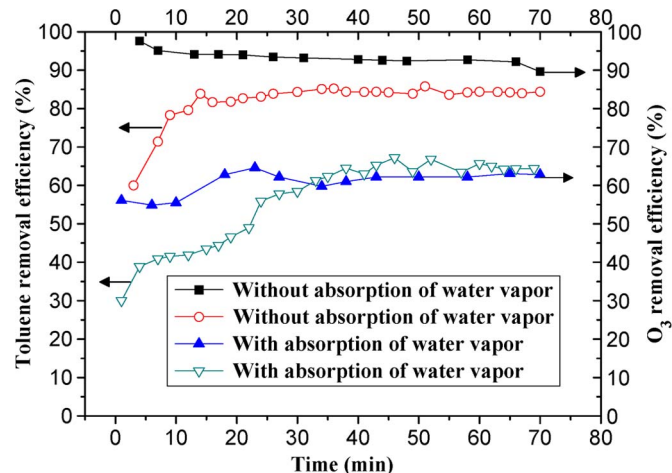 0 10 20 30 40 50 60 70 80
Toluene removal efficiency (%)
100
90
80
70
60
50
40
30
20
10
0
Without absorption of water vapor
Without absorption of water vapor
With absorption of water vapor
With absorption of water vapor
100
90
80
70
60
50
40
30
20
10
0
O₃ removal efficiency (%)
0 10 20 30 40 50 60 70 80
Time (min)